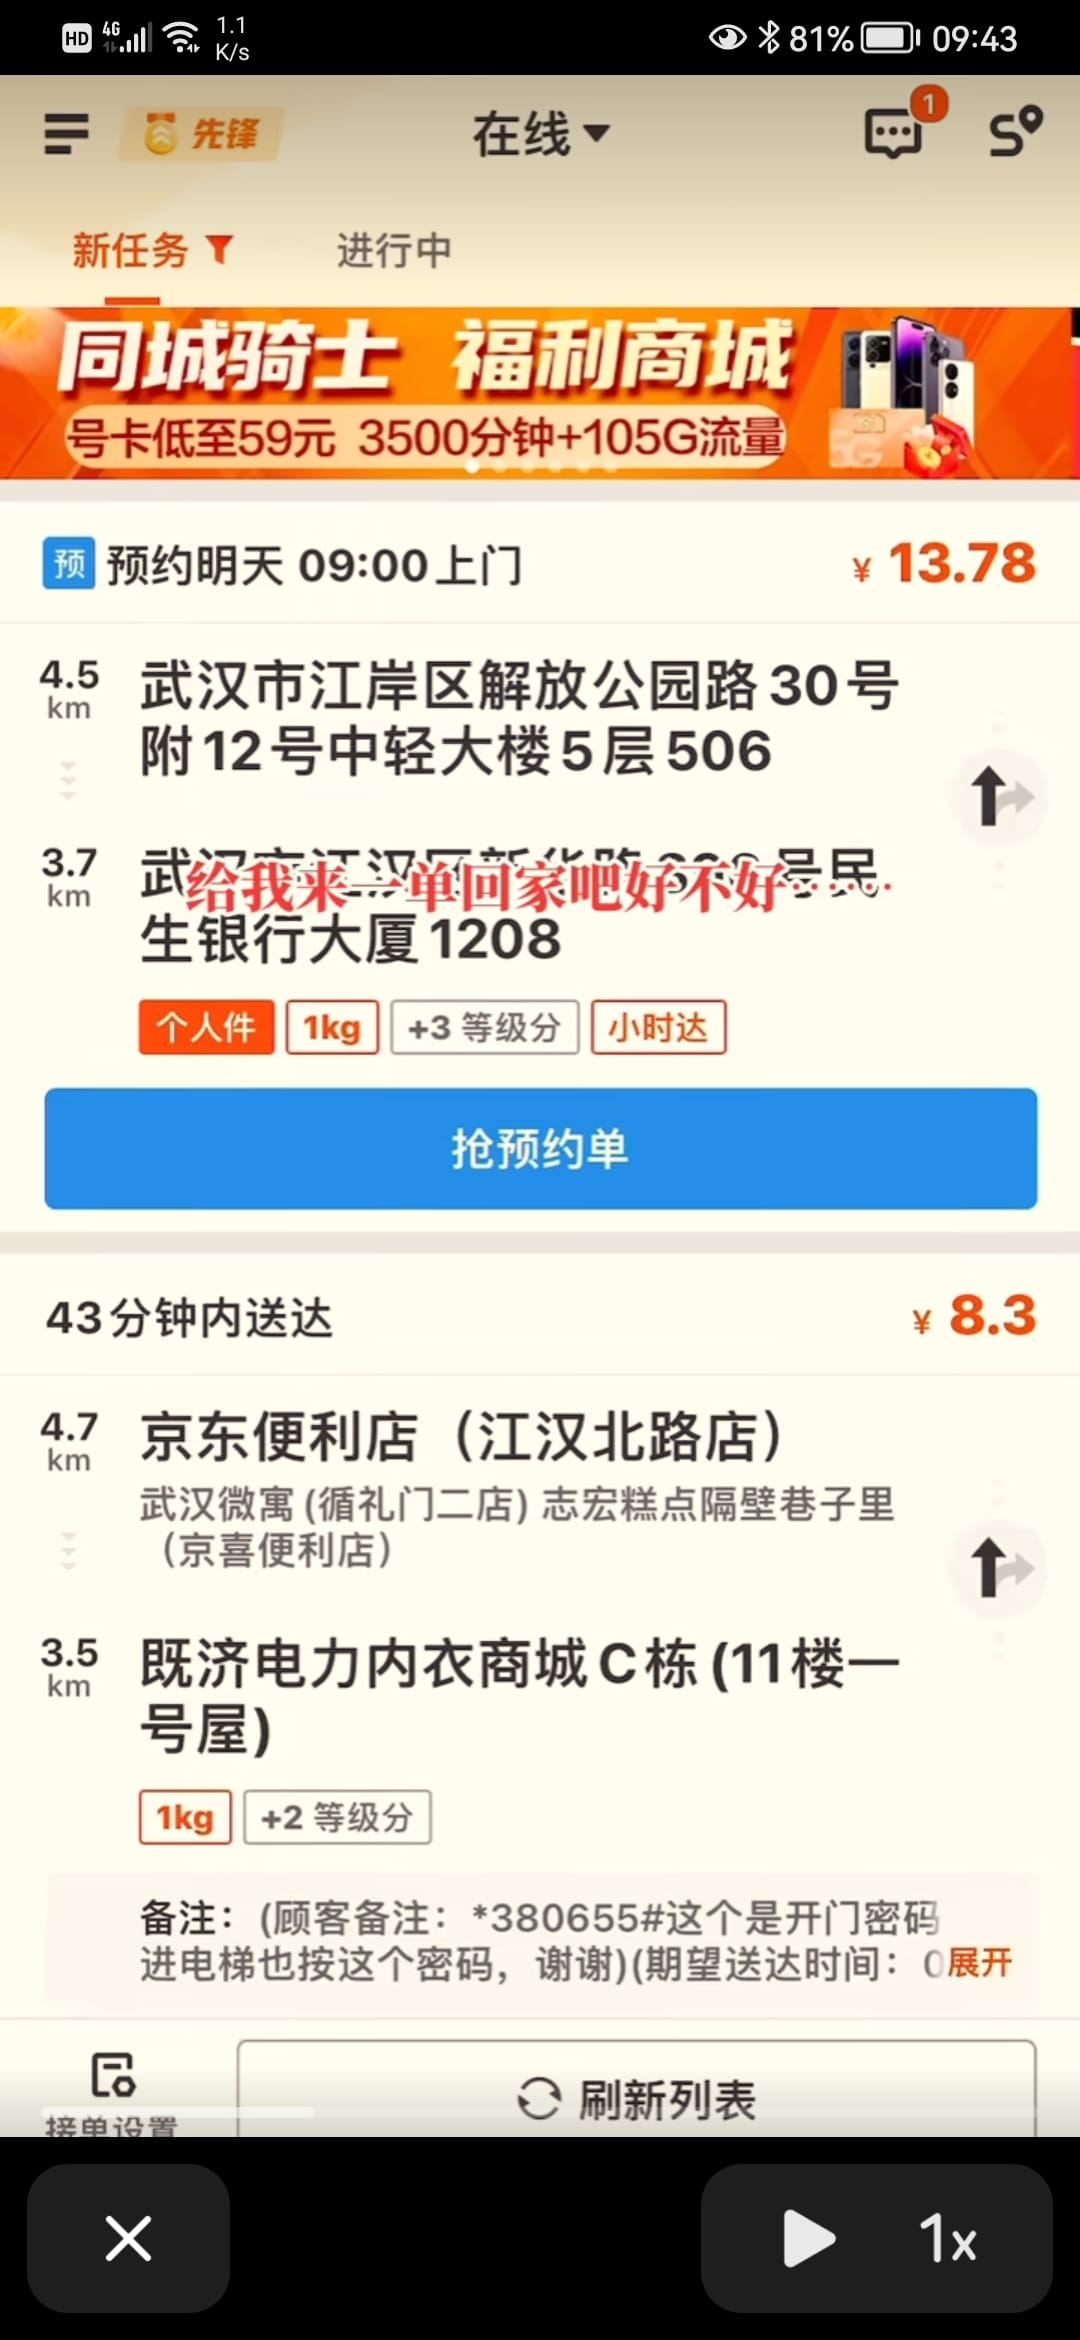 HD 4G 1.1 K/s 81% 09:43
先锋
在线
1
新任务
进行中
同城骑士 福利商城
号卡低至59元 3500分钟+105G流量
5G
预 预约明天 09:00上门
¥ 13.78
4.5 km
武汉市江岸区解放公园路30号
附12号中轻大楼5层506
3.7 km
武汉市江汉区新华路 号民
给我来一单回家吧好不好……
生银行大厦1208
个人件 1kg +3 等级分 小时达
抢预约单
43分钟内送达
¥ 8.3
4.7 km
京东便利店（江汉北路店）
武汉微寓(循礼门二店) 志宏糕点隔壁巷子里
（京喜便利店）
3.5 km
既济电力内衣商城C栋(11楼一
号屋)
1kg +2 等级分
备注：(顾客备注：*380655#这个是开门密码
进电梯也按这个密码，谢谢)(期望送达时间：0展开
接单设置
刷新列表
1x